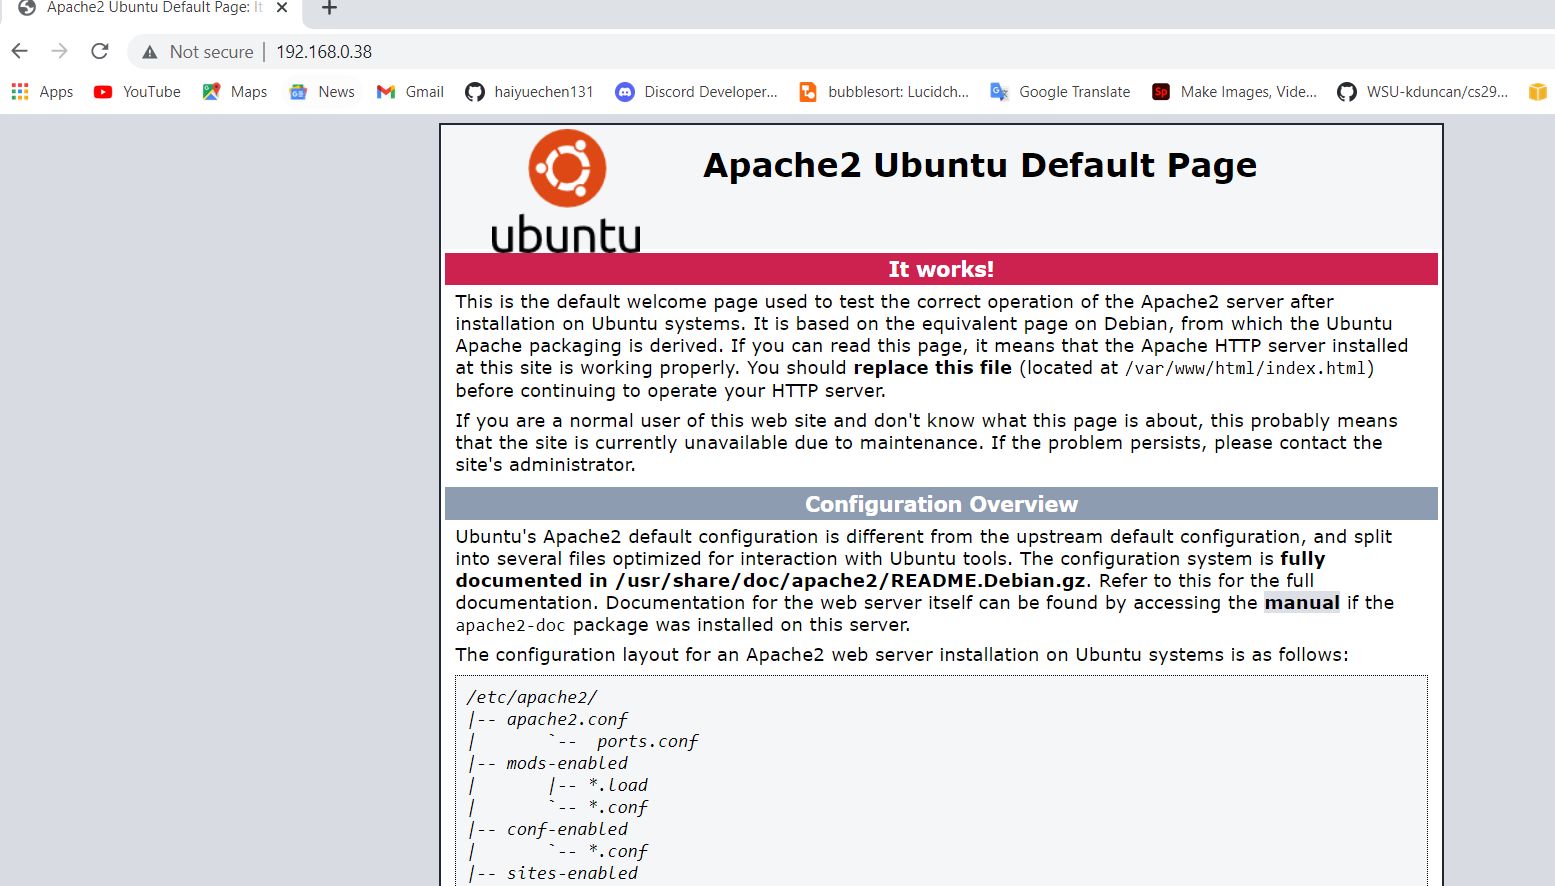 Apache2 Ubuntu Default Page: It
Not secure | 192.168.0.38
Apps YouTube Maps News Gmail haiyuechen131 Discord Developer... bubblesort: Lucidch... Google Translate Make Images, Vide... WSU-kduncan/cs29...
ubuntu
Apache2 Ubuntu Default Page
It works!
This is the default welcome page used to test the correct operation of the Apache2 server after
installation on Ubuntu systems. It is based on the equivalent page on Debian, from which the Ubuntu
Apache packaging is derived. If you can read this page, it means that the Apache HTTP server installed
at this site is working properly. You should replace this file (located at /var/www/html/index.html)
before continuing to operate your HTTP server.
If you are a normal user of this web site and don't know what this page is about, this probably means
that the site is currently unavailable due to maintenance. If the problem persists, please contact the
site's administrator.
Configuration Overview
Ubuntu's Apache2 default configuration is different from the upstream default configuration, and split
into several files optimized for interaction with Ubuntu tools. The configuration system is fully
documented in /usr/share/doc/apache2/README.Debian.gz. Refer to this for the full
documentation. Documentation for the web server itself can be found by accessing the manual if the
apache2-doc package was installed on this server.
The configuration layout for an Apache2 web server installation on Ubuntu systems is as follows:
/etc/apache2/
|-- apache2.conf
|       `--  ports.conf
|-- mods-enabled
|       |-- *.load
|       `-- *.conf
|-- conf-enabled
|       `-- *.conf
|-- sites-enabled